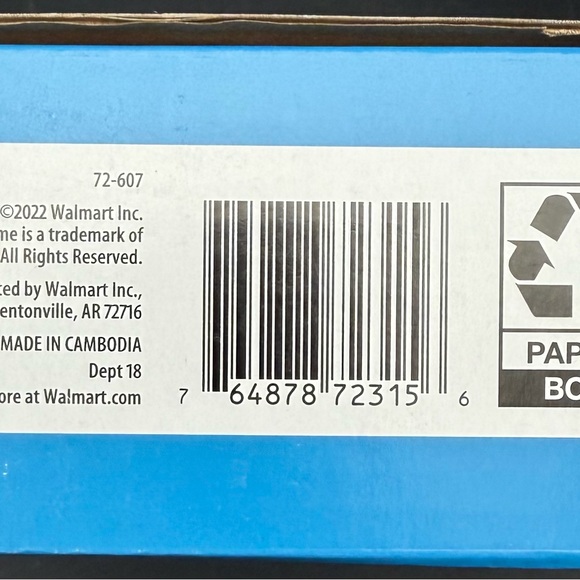 72-607
©2022 Walmart Inc.
me is a trademark of
All Rights Reserved.
ted by Walmart Inc.,
entonville, AR 72716
MADE IN CAMBODIA
Dept 18
ore at Walmart.com
7 64878 72315 6
PAP
BO